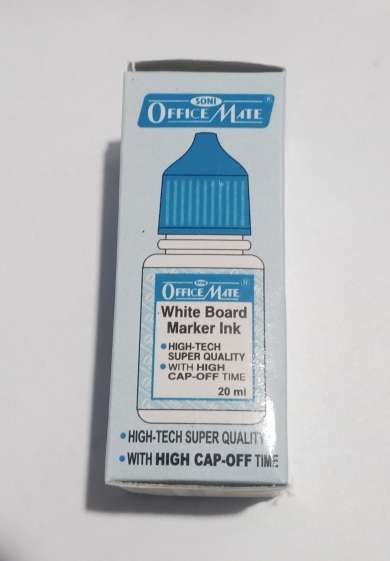 SONI
OFFICE MATE ®
SONI
OFFICE MATE
White Board
Marker Ink
• HIGH-TECH
SUPER QUALITY
• WITH HIGH
CAP-OFF TIME
20 ml
• HIGH-TECH SUPER QUALITY
• WITH HIGH CAP-OFF TIME